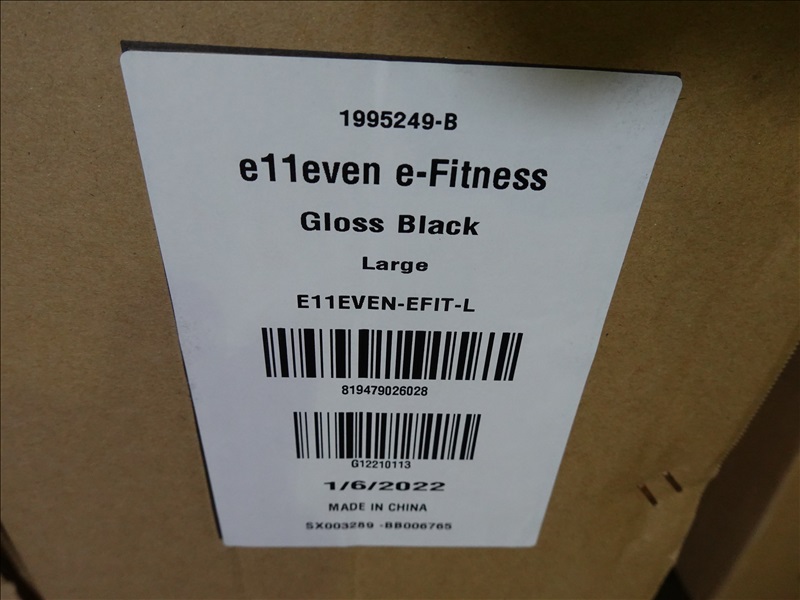 1995249-B
e11even e-Fitness
Gloss Black
Large
E11EVEN-EFIT-L
819479026028
G12210113
1/6/2022
MADE IN CHINA
SX003289 -BB006765